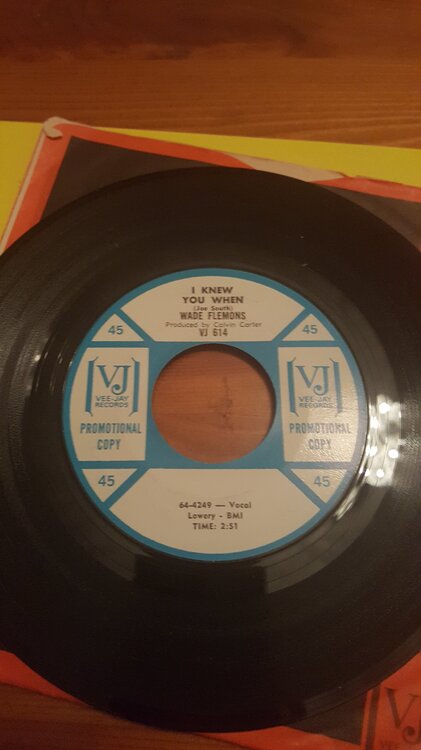 I KNEW
YOU WHEN
(Joe South)
WADE FLEMONS
Produced by Calvin Carter
VJ 614
45
45
VJ
VEE-JAY
RECORDS
PROMOTIONAL
COPY
VJ
VEE-JAY
RECORDS
PROMOTIONAL
COPY
45
45
64-4249 — Vocal
Lowery - BMI
TIME: 2:51
VJ